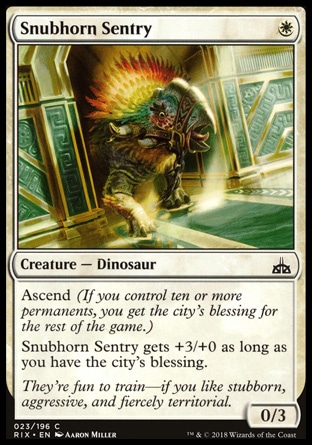 Snubhorn Sentry
Creature — Dinosaur
Ascend (If you control ten or more
permanents, you get the city's blessing for
the rest of the game.)
Snubhorn Sentry gets +3/+0 as long as
you have the city's blessing.
They're fun to train—if you like stubborn,
aggressive, and fiercely territorial.
0/3
023/196 C
RIX • EN Aaron Miller
™ & © 2018 Wizards of the Coast